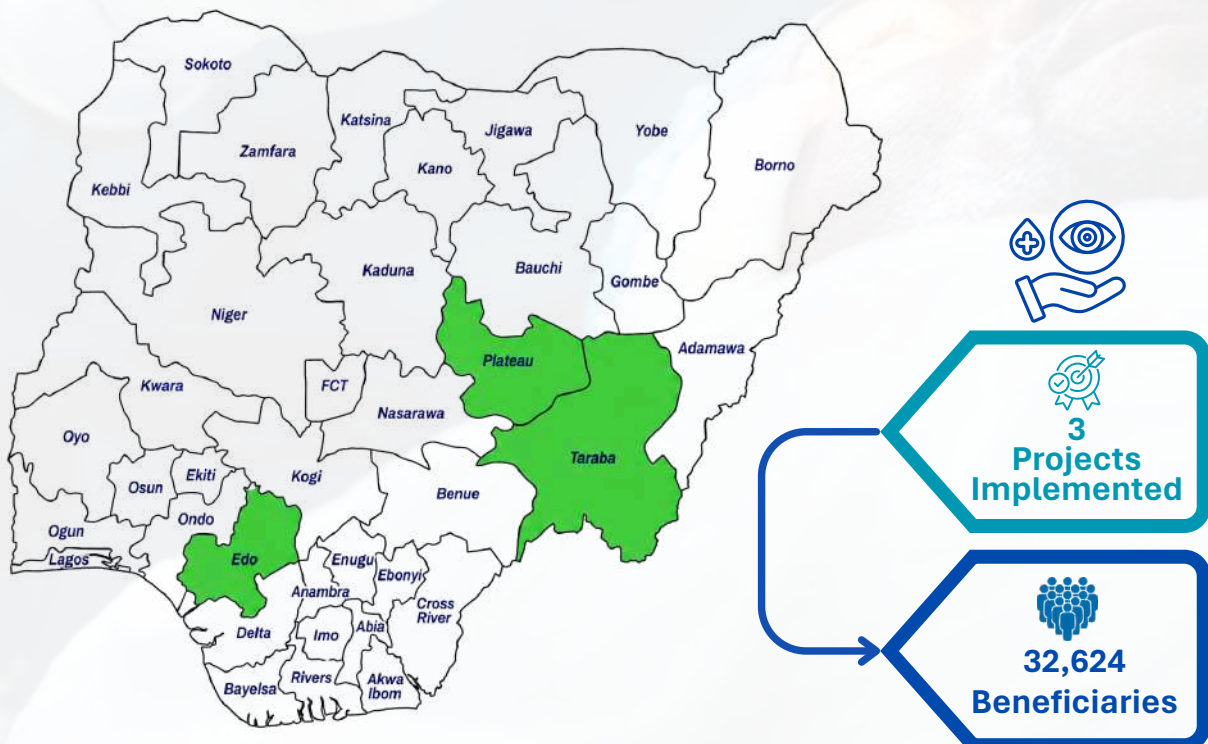 Sokoto
Katsina
Jigawa
Yobe
Zamfara
Kano
Borno
Kebbi
Kaduna
Bauchi
Gombe
Niger
Adamawa
Plateau
Kwara
FCT
Nasarawa
Oyo
Taraba
Ekiti
Kogi
Osun
Benue
Ondo
Ogun
Lagos
Edo
Enugu
Ebonyi
Anambra
Cross
River
Delta
Imo
Abia
Rivers
Akwa
Ibom
Bayelsa
3
Projects
Implemented
32,624
Beneficiaries